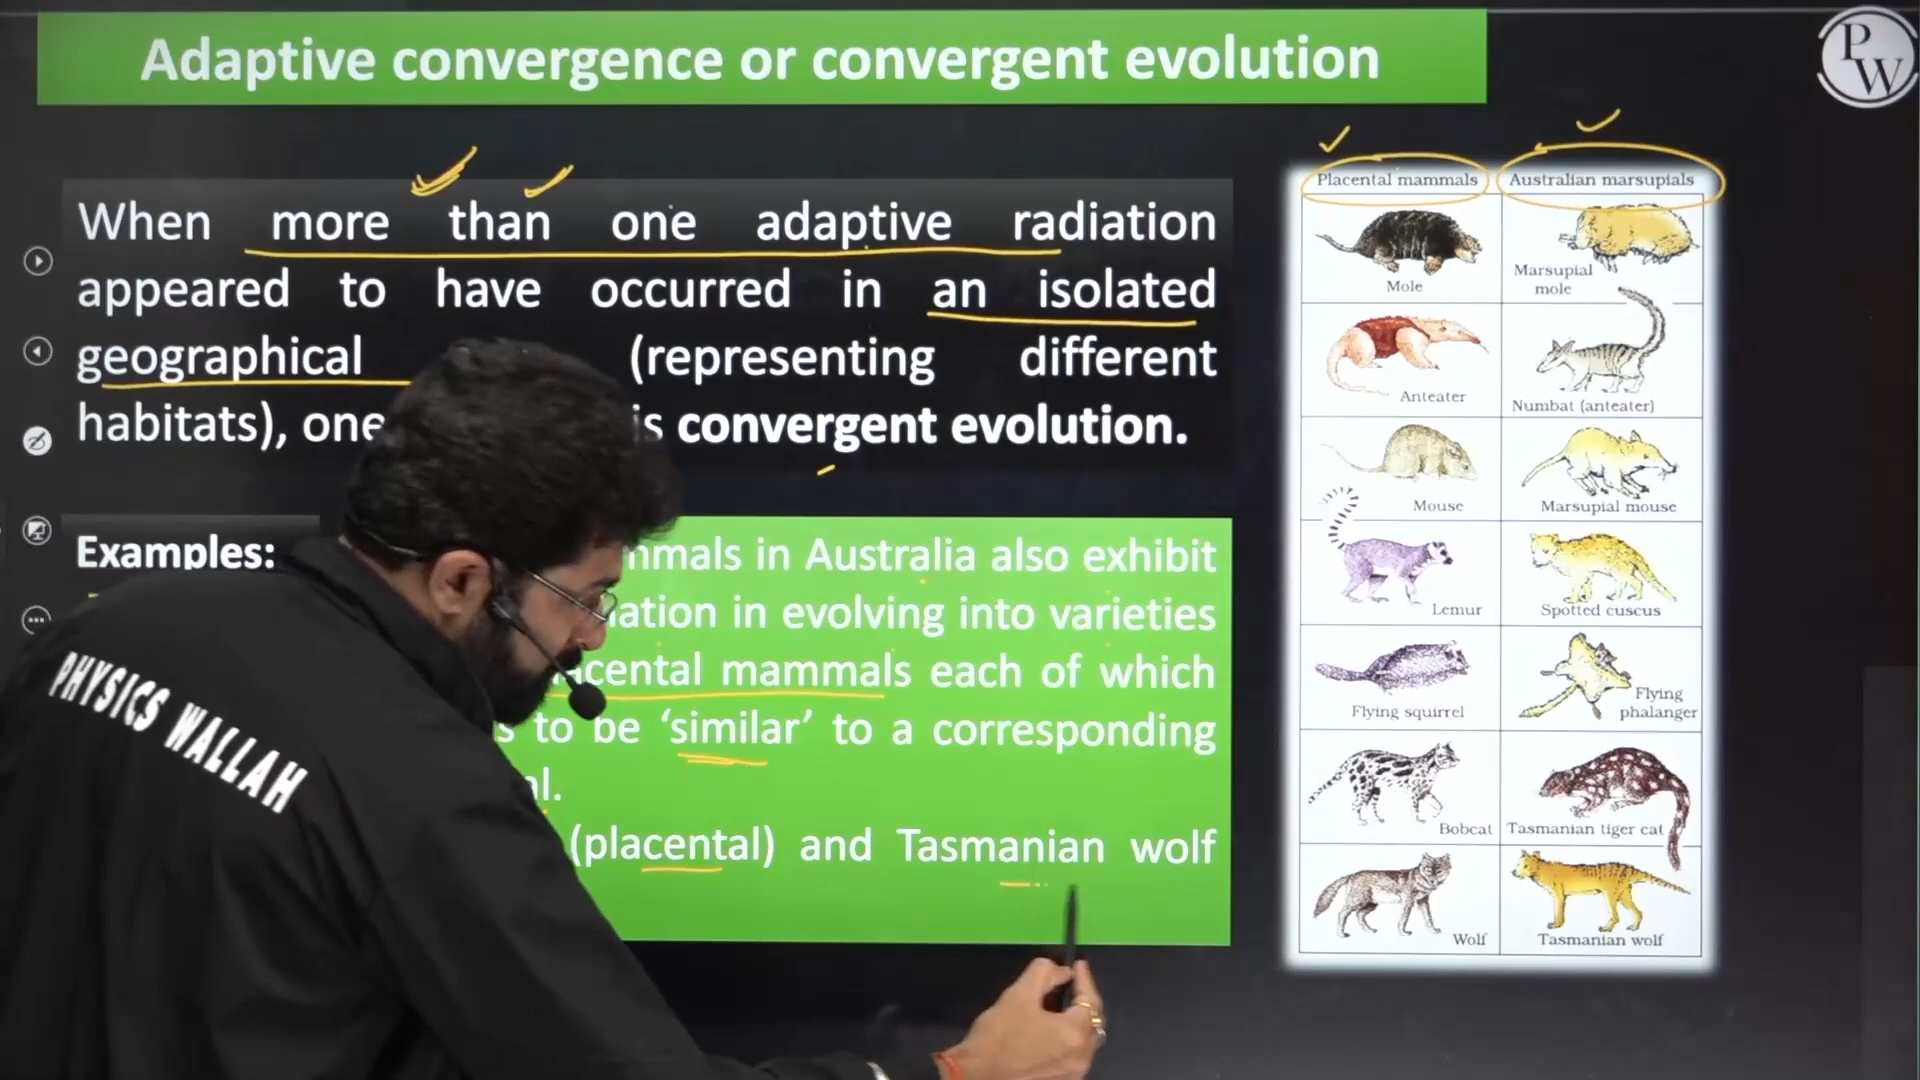 Adaptive convergence or convergent evolution
P
W
When more than one adaptive radiation
appeared to have occurred in an isolated
geographical (representing different
habitats), one is convergent evolution.
Examples: in Australia also exhibit
in evolving into varieties
mammals each of which
to be ‘similar’ to a corresponding
(placental) and Tasmanian wolf
PHYSICS WALLAH
Placental mammals Australian marsupials
Mole Marsupial
mole
Anteater Numbat (anteater)
Mouse Marsupial mouse
Lemur Spotted cuscus
Flying squirrel Flying
phalanger
Bobcat Tasmanian tiger cat
Wolf Tasmanian wolf